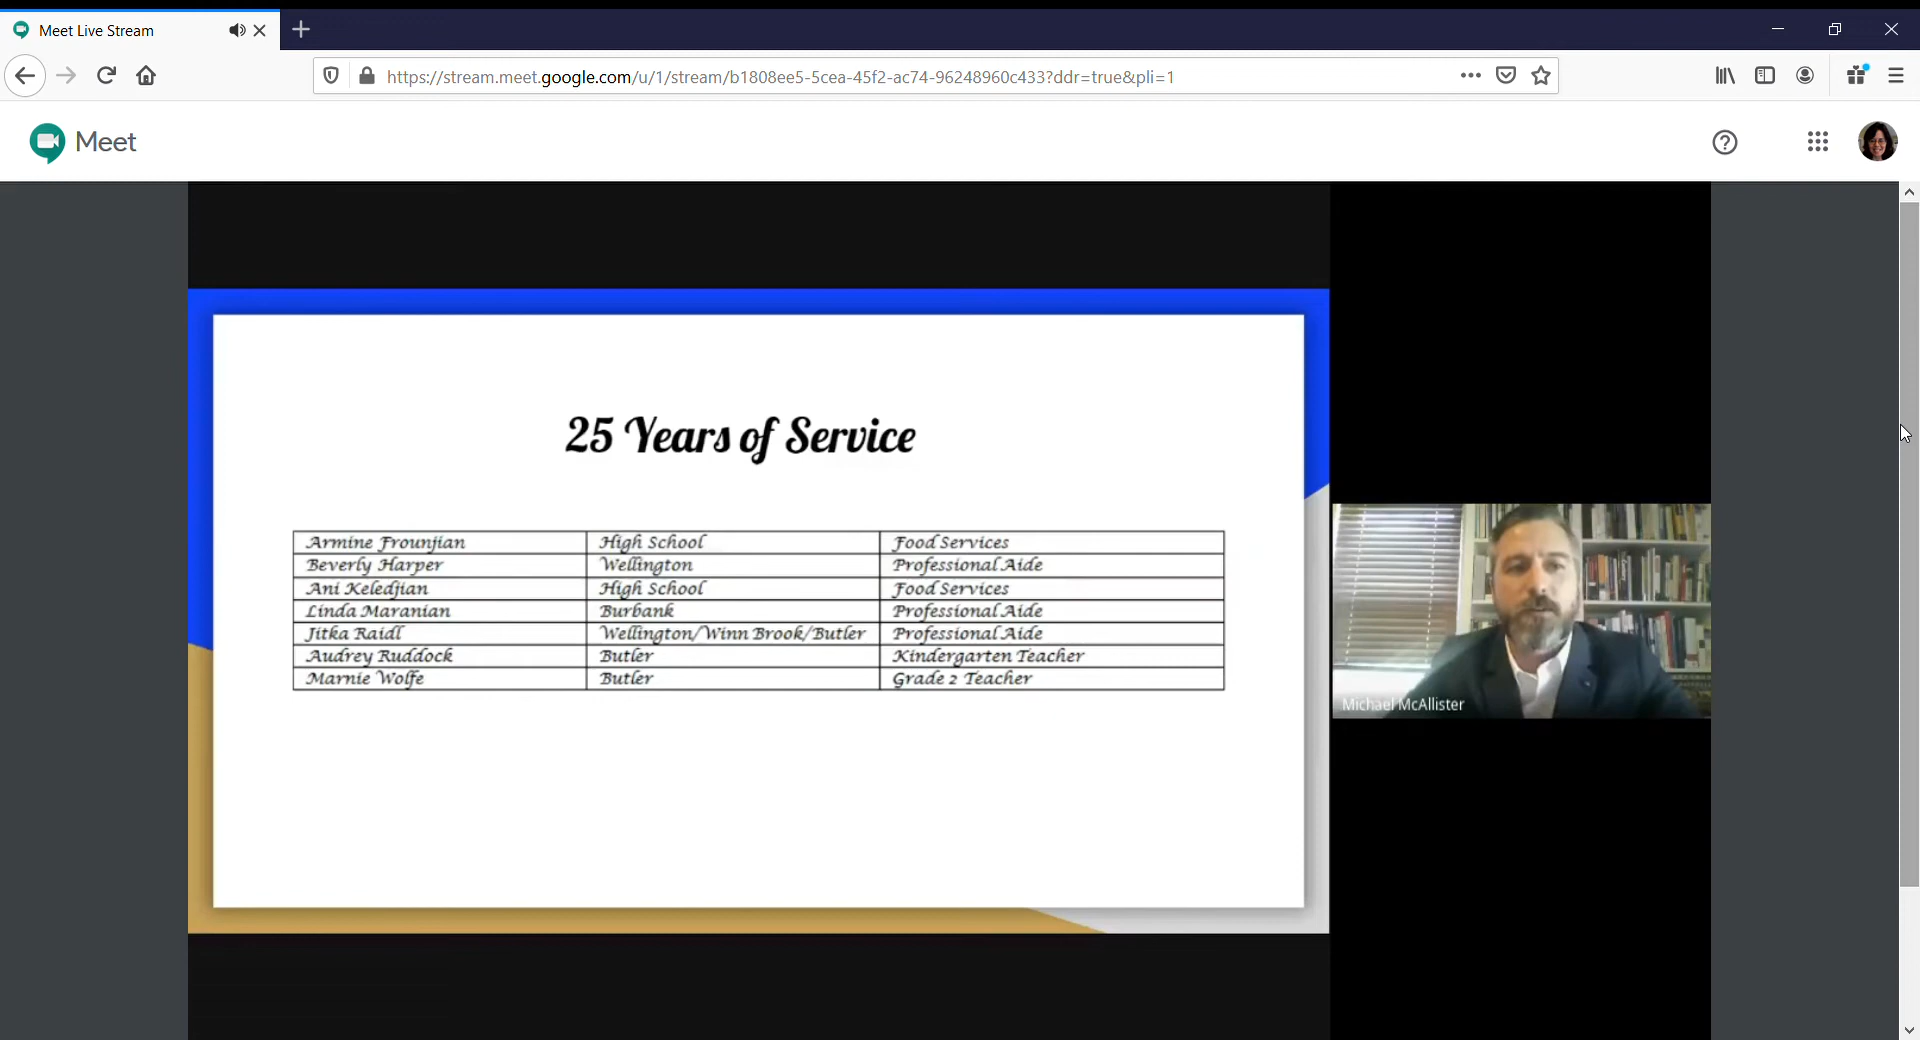 Meet Live Stream
https://stream.meet.google.com/u/1/stream/b1808ee5-5cea-45f2-ac74-96248960c433?ddr=true&pli=1
Meet
25 Years of Service
Armine Frounjian High School Food Services
Beverly Harper Wellington Professional Aide
Ani Keledjian High School Food Services
Linda Maranian Burbank Professional Aide
Jitka Raidl Wellington/Winn Brook/Butler Professional Aide
Audrey Ruddock Butler Kindergarten Teacher
Marnie Wolfe Butler Grade 2 Teacher
Michael McAllister